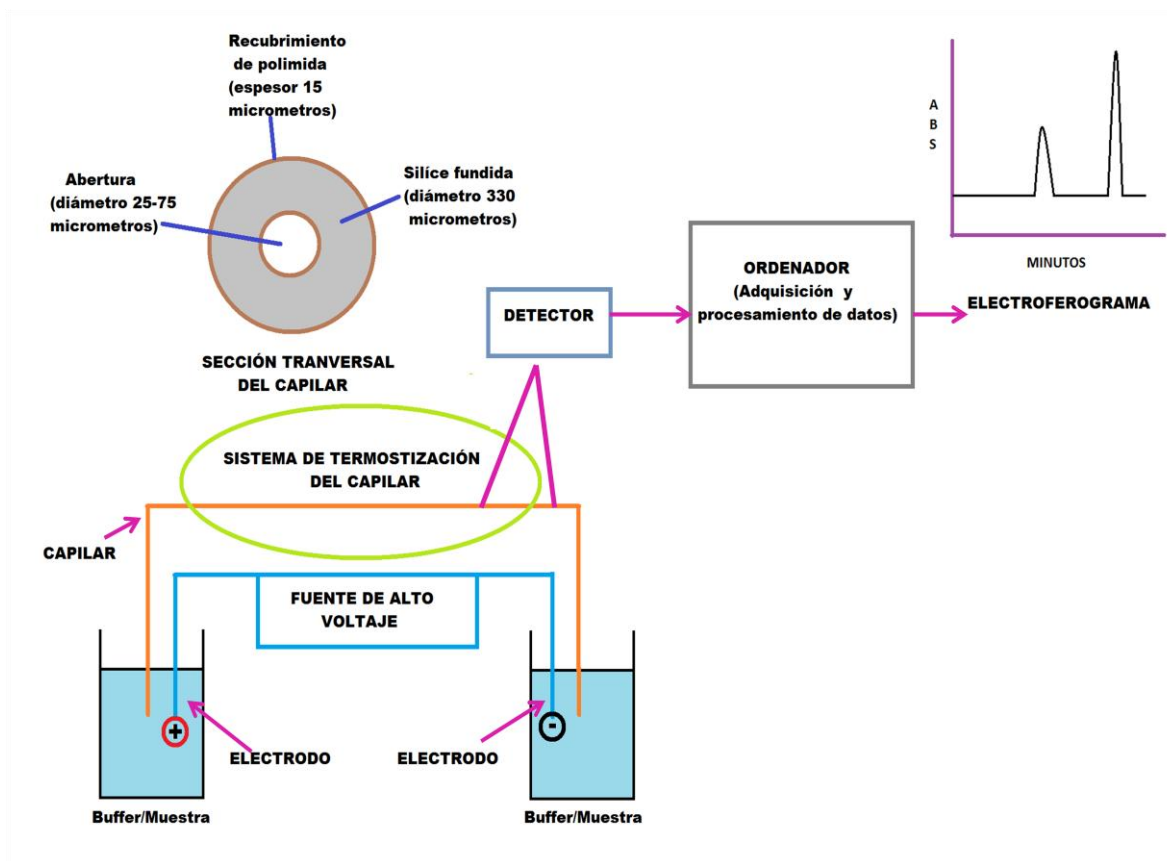 Recubrimiento
de polimida
(espesor 15
micrometros)
Abertura
(diámetro 25-75
micrometros)
Silíce fundida
(diámetro 330
micrometros)
SECCIÓN TRANVERSAL
DEL CAPILAR
A
B
S
MINUTOS
ELECTROFEROGRAMA
ORDENADOR
(Adquisición y
procesamiento de datos)
DETECTOR
SISTEMA DE TERMOSTIZACIÓN
DEL CAPILAR
CAPILAR
FUENTE DE ALTO
VOLTAJE
+
-
ELECTRODO
ELECTRODO
Buffer/Muestra
Buffer/Muestra